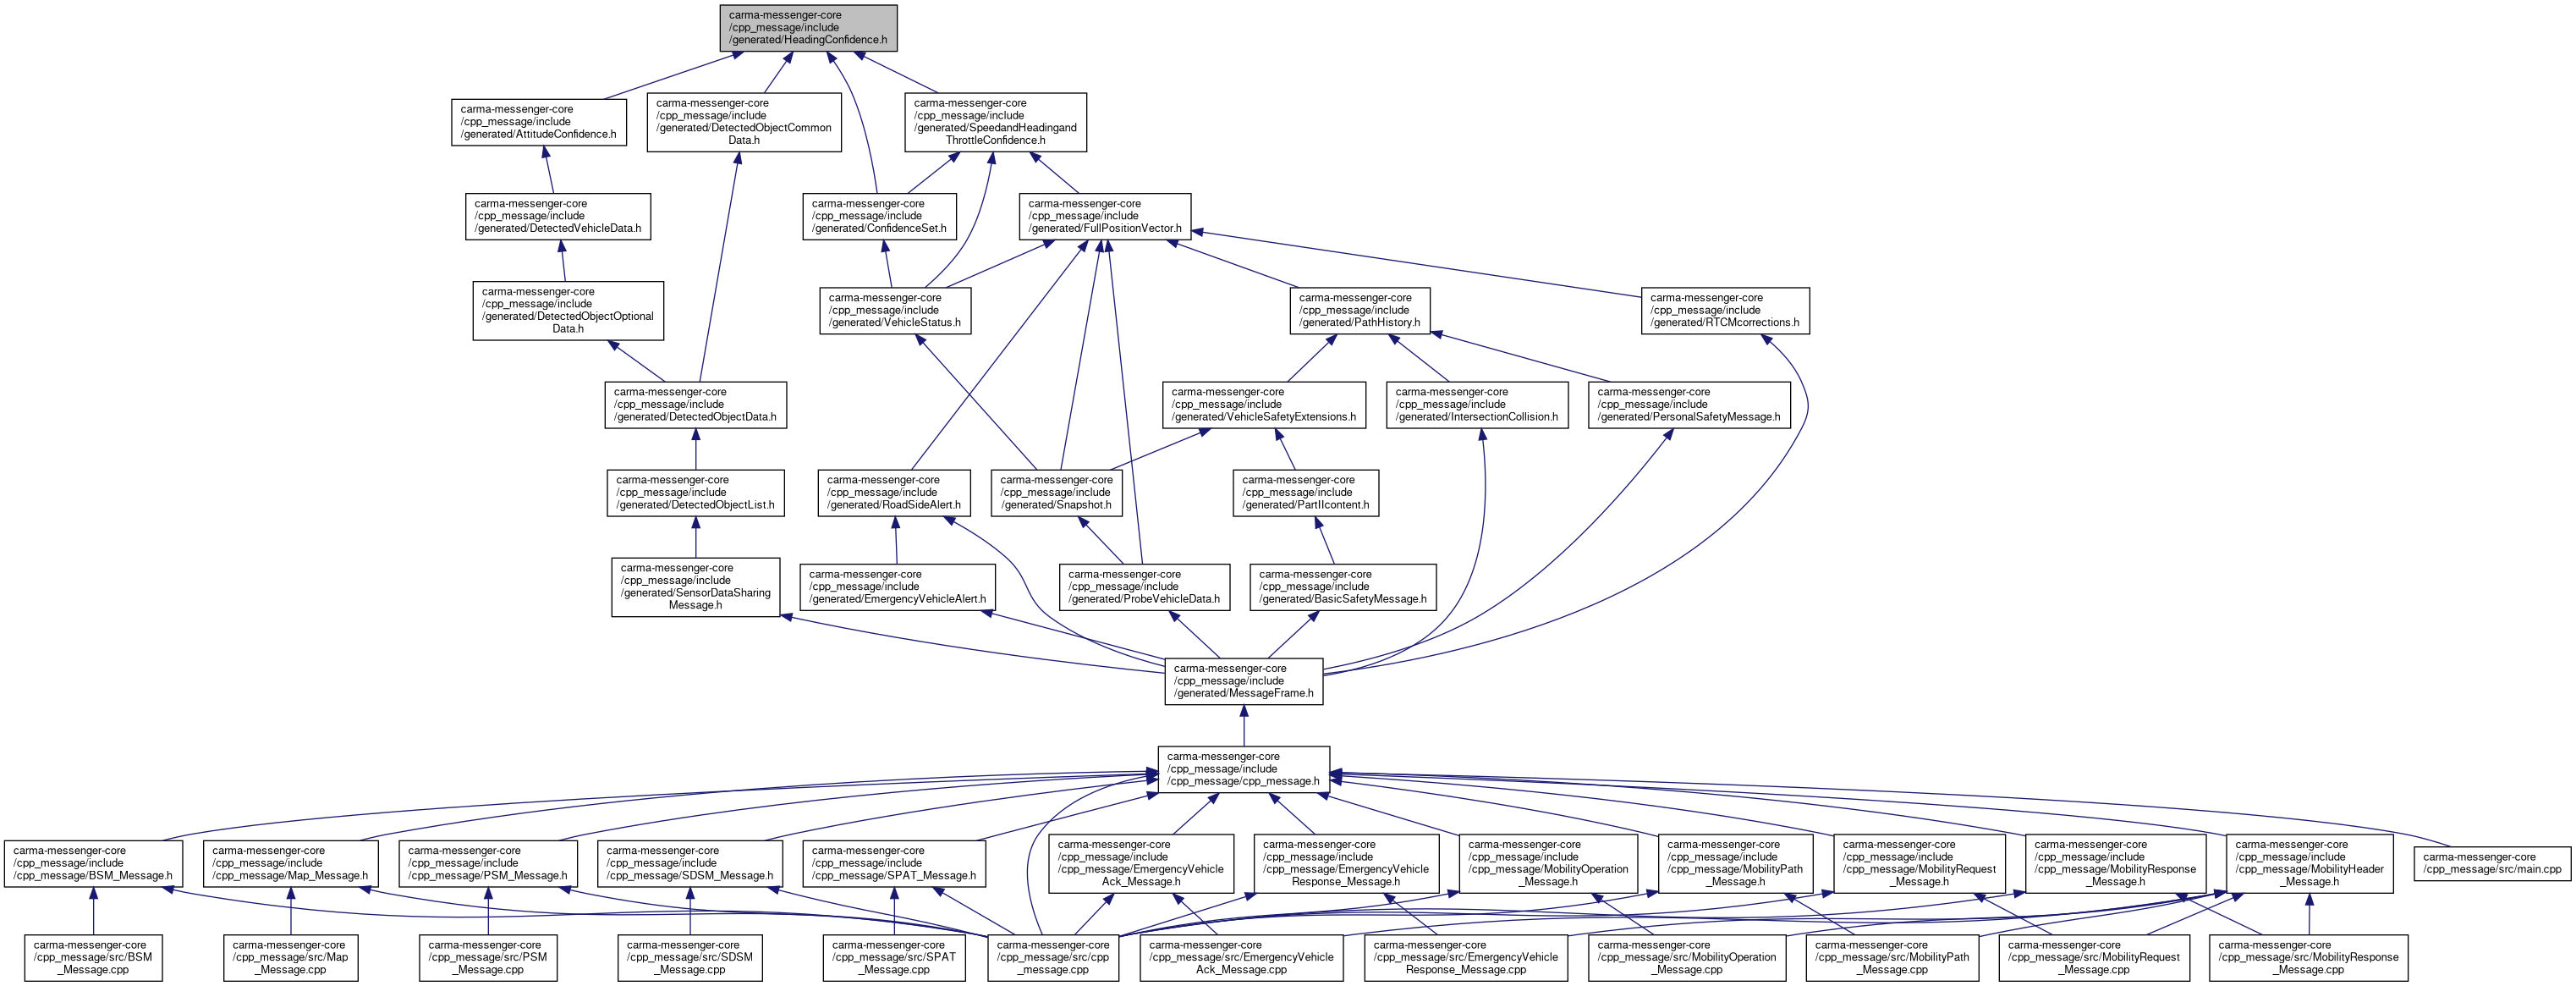 carma-messenger-core
/cpp_message/include
/generated/HeadingConfidence.h
carma-messenger-core
/cpp_message/include
/generated/AttitudeConfidence.h
carma-messenger-core
/cpp_message/include
/generated/DetectedObjectCommon
Data.h
carma-messenger-core
/cpp_message/include
/generated/SpeedandHeadingand
ThrottleConfidence.h
carma-messenger-core
/cpp_message/include
/generated/DetectedVehicleData.h
carma-messenger-core
/cpp_message/include
/generated/ConfidenceSet.h
carma-messenger-core
/cpp_message/include
/generated/FullPositionVector.h
carma-messenger-core
/cpp_message/include
/generated/DetectedObjectOptional
Data.h
carma-messenger-core
/cpp_message/include
/generated/VehicleStatus.h
carma-messenger-core
/cpp_message/include
/generated/PathHistory.h
carma-messenger-core
/cpp_message/include
/generated/RTCMcorrections.h
carma-messenger-core
/cpp_message/include
/generated/DetectedObjectData.h
carma-messenger-core
/cpp_message/include
/generated/VehicleSafetyExtensions.h
carma-messenger-core
/cpp_message/include
/generated/IntersectionCollision.h
carma-messenger-core
/cpp_message/include
/generated/PersonalSafetyMessage.h
carma-messenger-core
/cpp_message/include
/generated/DetectedObjectList.h
carma-messenger-core
/cpp_message/include
/generated/RoadSideAlert.h
carma-messenger-core
/cpp_message/include
/generated/Snapshot.h
carma-messenger-core
/cpp_message/include
/generated/PartIIcontent.h
carma-messenger-core
/cpp_message/include
/generated/SensorDataSharing
Message.h
carma-messenger-core
/cpp_message/include
/generated/EmergencyVehicleAlert.h
carma-messenger-core
/cpp_message/include
/generated/ProbeVehicleData.h
carma-messenger-core
/cpp_message/include
/generated/BasicSafetyMessage.h
carma-messenger-core
/cpp_message/include
/generated/MessageFrame.h
carma-messenger-core
/cpp_message/include
/cpp_message/cpp_message.h
carma-messenger-core
/cpp_message/include
/cpp_message/BSM_Message.h
carma-messenger-core
/cpp_message/include
/cpp_message/Map_Message.h
carma-messenger-core
/cpp_message/include
/cpp_message/PSM_Message.h
carma-messenger-core
/cpp_message/include
/cpp_message/SDSM_Message.h
carma-messenger-core
/cpp_message/include
/cpp_message/SPAT_Message.h
carma-messenger-core
/cpp_message/include
/cpp_message/EmergencyVehicle
Ack_Message.h
carma-messenger-core
/cpp_message/include
/cpp_message/EmergencyVehicle
Response_Message.h
carma-messenger-core
/cpp_message/include
/cpp_message/MobilityOperation
_Message.h
carma-messenger-core
/cpp_message/include
/cpp_message/MobilityPath
_Message.h
carma-messenger-core
/cpp_message/include
/cpp_message/MobilityRequest
_Message.h
carma-messenger-core
/cpp_message/include
/cpp_message/MobilityResponse
_Message.h
carma-messenger-core
/cpp_message/include
/cpp_message/MobilityHeader
_Message.h
carma-messenger-core
/cpp_message/src/main.cpp
carma-messenger-core
/cpp_message/src/BSM
_Message.cpp
carma-messenger-core
/cpp_message/src/Map
_Message.cpp
carma-messenger-core
/cpp_message/src/PSM
_Message.cpp
carma-messenger-core
/cpp_message/src/SDSM
_Message.cpp
carma-messenger-core
/cpp_message/src/SPAT
_Message.cpp
carma-messenger-core
/cpp_message/src/cpp
_message.cpp
carma-messenger-core
/cpp_message/src/EmergencyVehicle
Ack_Message.cpp
carma-messenger-core
/cpp_message/src/EmergencyVehicle
Response_Message.cpp
carma-messenger-core
/cpp_message/src/MobilityOperation
_Message.cpp
carma-messenger-core
/cpp_message/src/MobilityPath
_Message.cpp
carma-messenger-core
/cpp_message/src/MobilityRequest
_Message.cpp
carma-messenger-core
/cpp_message/src/MobilityResponse
_Message.cpp